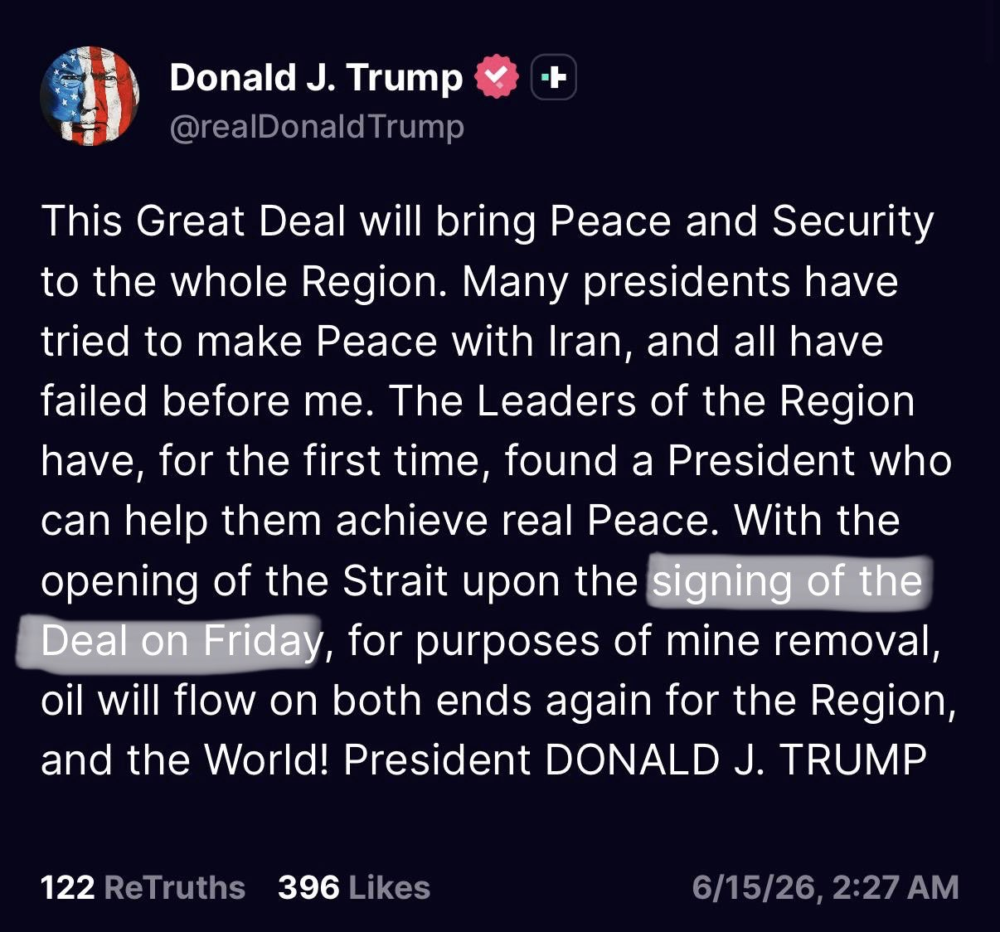 Donald J. Trump
@realDonaldTrump
This Great Deal will bring Peace and Security
to the whole Region. Many presidents have
tried to make Peace with Iran, and all have
failed before me. The Leaders of the Region
have, for the first time, found a President who
can help them achieve real Peace. With the
opening of the Strait upon the signing of the
Deal on Friday, for purposes of mine removal,
oil will flow on both ends again for the Region,
and the World! President DONALD J. TRUMP
122 ReTruths 396 Likes 6/15/26, 2:27 AM